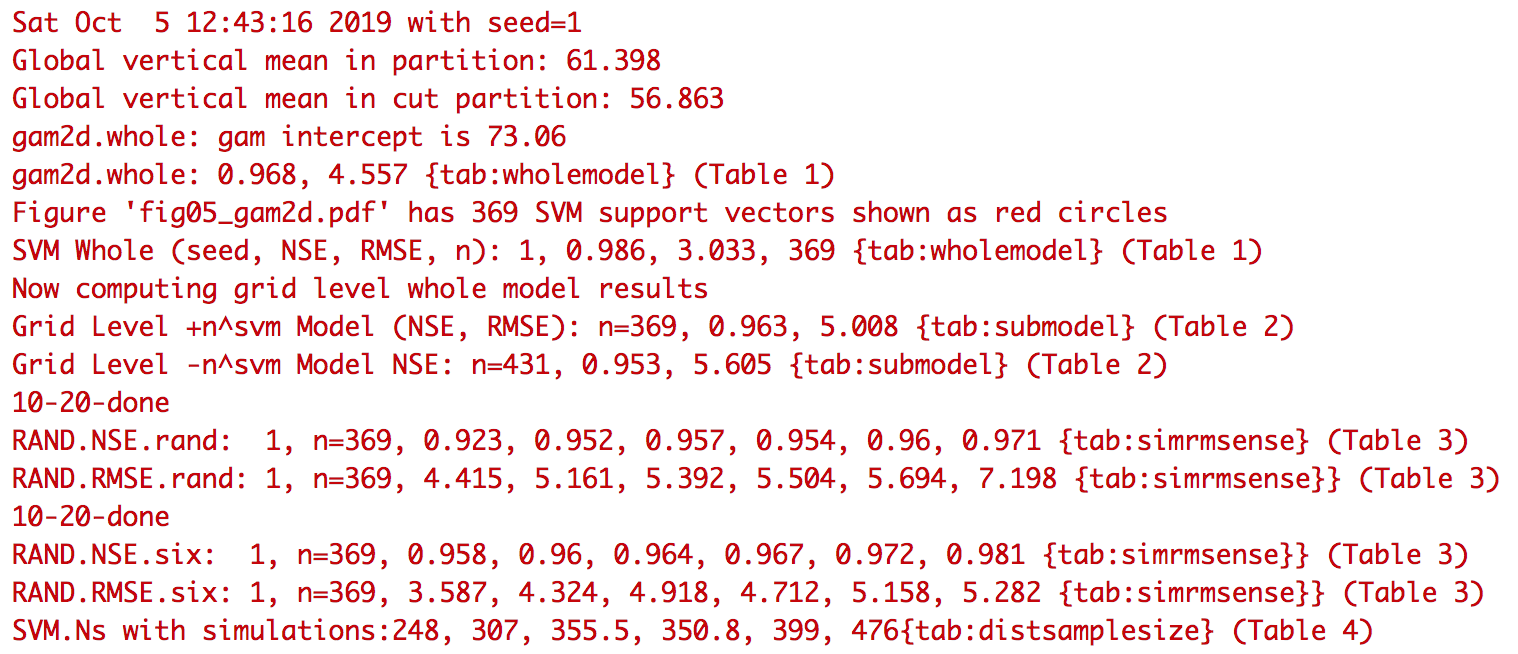 Sat Oct  5 12:43:16 2019 with seed=1
Global vertical mean in partition: 61.398
Global vertical mean in cut partition: 56.863
gam2d.whole: gam intercept is 73.06
gam2d.whole: 0.968, 4.557 {tab:wholemodel} (Table 1)
Figure 'fig05_gam2d.pdf' has 369 SVM support vectors shown as red circles
SVM Whole (seed, NSE, RMSE, n): 1, 0.986, 3.033, 369 {tab:wholemodel} (Table 1)
Now computing grid level whole model results
Grid Level +n^svm Model (NSE, RMSE): n=369, 0.963, 5.008 {tab:submodel} (Table 2)
Grid Level -n^svm Model NSE: n=431, 0.953, 5.605 {tab:submodel} (Table 2)
10-20-done
RAND.NSE.rand:  1, n=369, 0.923, 0.952, 0.957, 0.954, 0.96, 0.971 {tab:simrmsense} (Table 3)
RAND.RMSE.rand: 1, n=369, 4.415, 5.161, 5.392, 5.504, 5.694, 7.198 {tab:simrmsense}} (Table 3)
10-20-done
RAND.NSE.six:  1, n=369, 0.958, 0.96, 0.964, 0.967, 0.972, 0.981 {tab:simrmsense}} (Table 3)
RAND.RMSE.six: 1, n=369, 3.587, 4.324, 4.918, 4.712, 5.158, 5.282 {tab:simrmsense}} (Table 3)
SVM.Ns with simulations:248, 307, 355.5, 350.8, 399, 476{tab:distsamplesize} (Table 4)